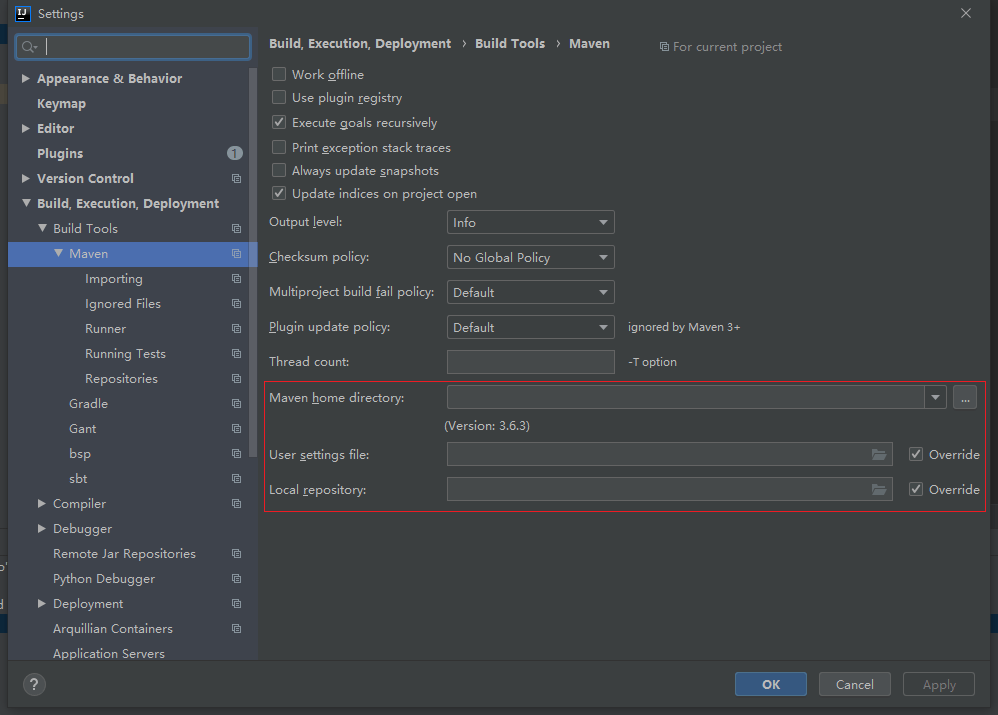 Settings
Build, Execution, Deployment › Build Tools › Maven For current project
Appearance & Behavior
Keymap
Editor
Plugins 1
Version Control
Build, Execution, Deployment
Build Tools
Maven
Importing
Ignored Files
Runner
Running Tests
Repositories
Gradle
Gant
bsp
sbt
Compiler
Debugger
Remote Jar Repositories
Python Debugger
Deployment
Arquillian Containers
Application Servers
Work offline
Use plugin registry
Execute goals recursively
Print exception stack traces
Always update snapshots
Update indices on project open
Output level: Info
Checksum policy: No Global Policy
Multiproject build fail policy: Default
Plugin update policy: Default ignored by Maven 3+
Thread count: -T option
Maven home directory: ...
(Version: 3.6.3)
User settings file: Override
Local repository: Override
? OK Cancel Apply